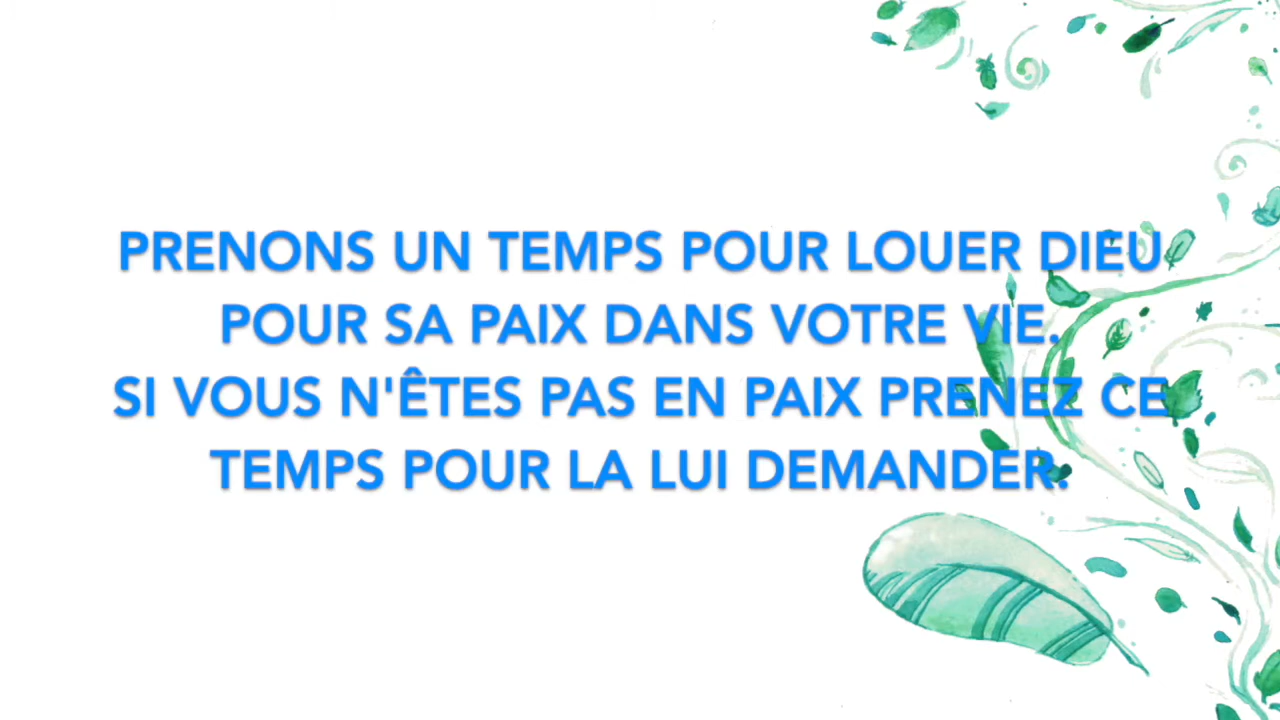 PRENONS UN TEMPS POUR LOUER DIEU
POUR SA PAIX DANS VOTRE VIE.
SI VOUS N'ÊTES PAS EN PAIX PRENEZ CE
TEMPS POUR LA LUI DEMANDER.